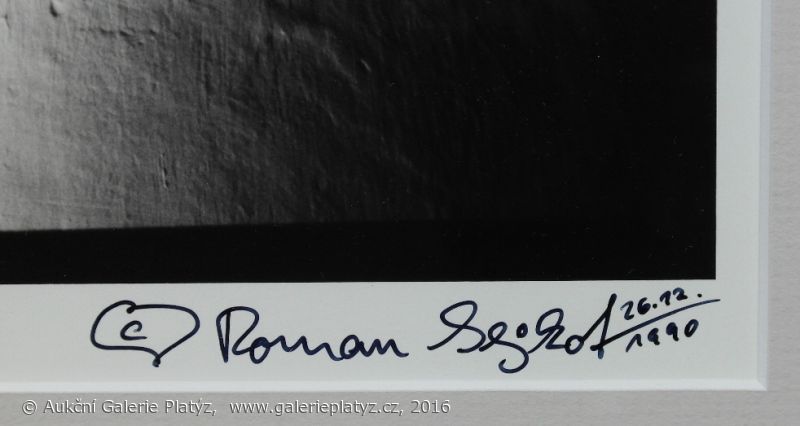 © Roman Sejkot 26.12.
1990
© Aukční Galerie Platýz, www.galerieplatyz.cz, 2016